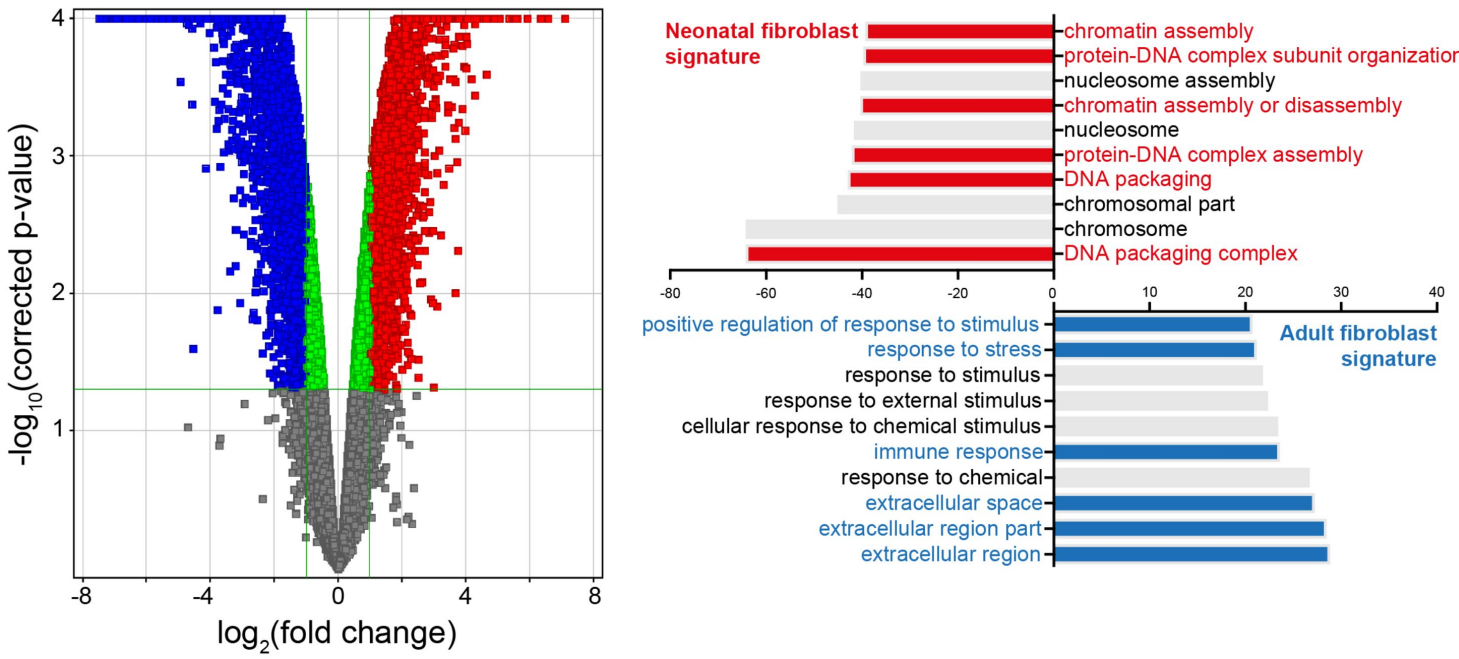 4
3
2
1
-log10(corrected p-value)
-8
-4
0
4
8
log2(fold change)
Neonatal fibroblast
signature
chromatin assembly
protein-DNA complex subunit organization
nucleosome assembly
chromatin assembly or disassembly
nucleosome
protein-DNA complex assembly
DNA packaging
chromosomal part
chromosome
DNA packaging complex
-80
-60
-40
-20
0
10
20
30
40
positive regulation of response to stimulus
response to stress
response to stimulus
response to external stimulus
cellular response to chemical stimulus
immune response
response to chemical
extracellular space
extracellular region part
extracellular region
Adult fibroblast
signature